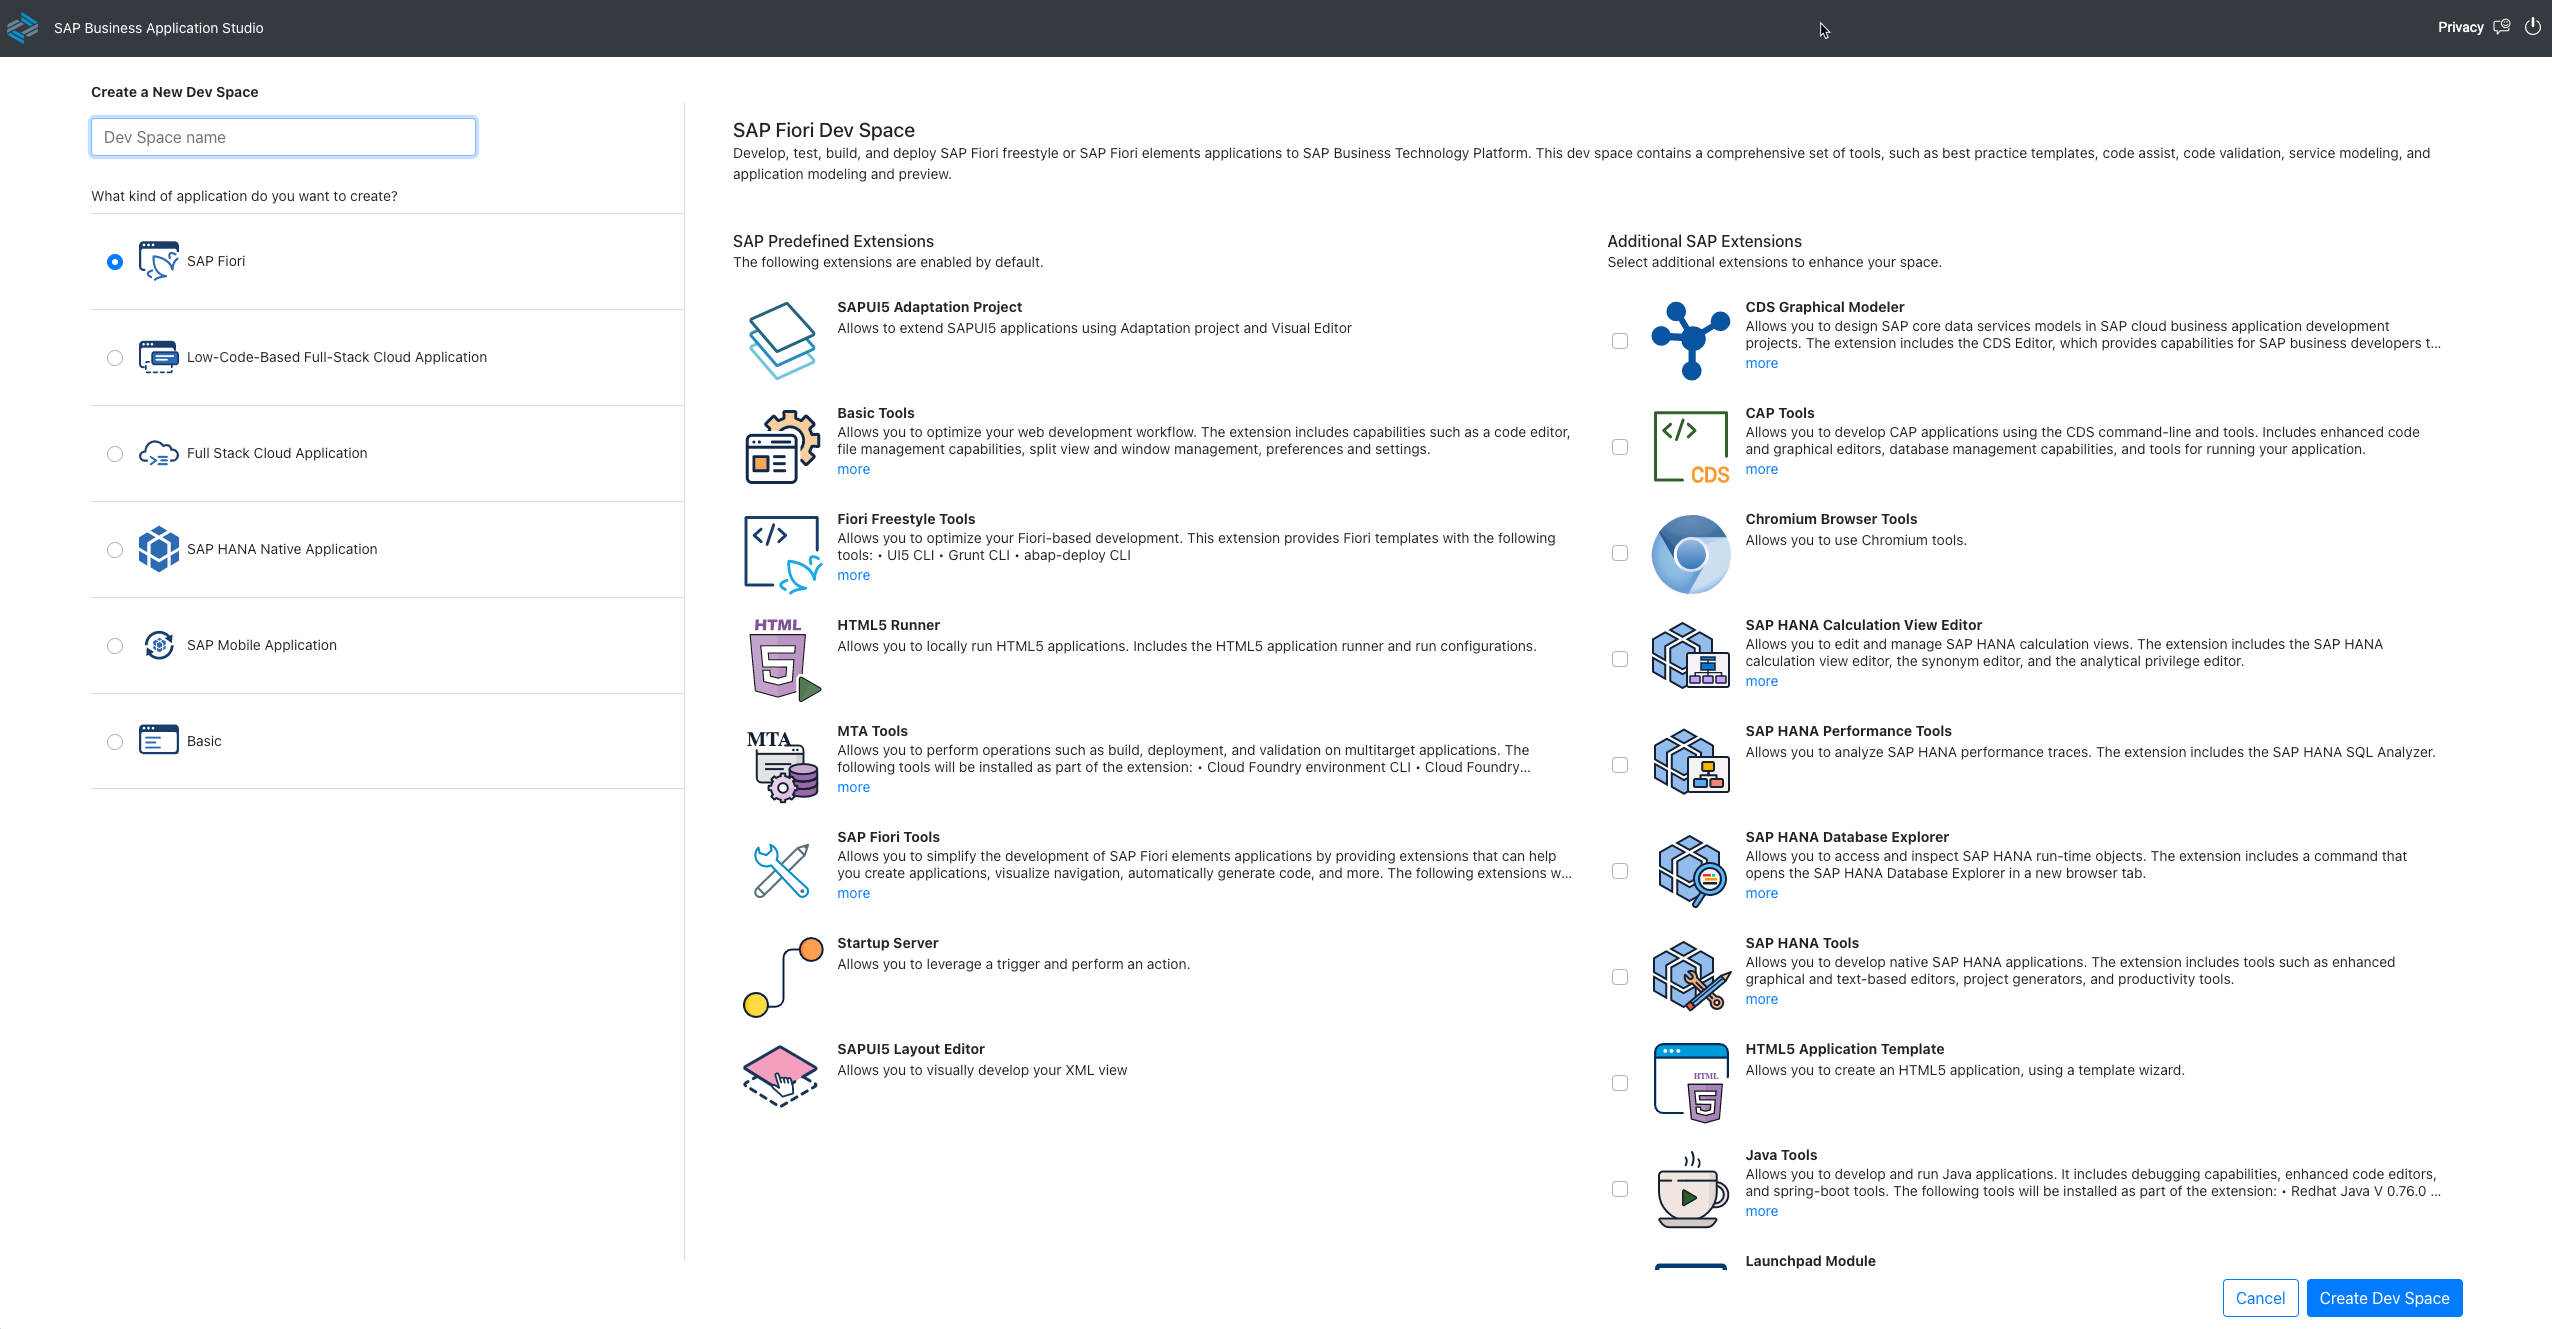 SAP Business Application Studio
Privacy
Create a New Dev Space
Dev Space name
What kind of application do you want to create?
SAP Fiori
Low-Code-Based Full-Stack Cloud Application
Full Stack Cloud Application
SAP HANA Native Application
SAP Mobile Application
Basic
SAP Fiori Dev Space
Develop, test, build, and deploy SAP Fiori freestyle or SAP Fiori elements applications to SAP Business Technology Platform. This dev space contains a comprehensive set of tools, such as best practice templates, code assist, code validation, service modeling, and
application modeling and preview.
SAP Predefined Extensions
The following extensions are enabled by default.
SAPUI5 Adaptation Project
Allows to extend SAPUI5 applications using Adaptation project and Visual Editor
Basic Tools
Allows you to optimize your web development workflow. The extension includes capabilities such as a code editor,
file management capabilities, split view and window management, preferences and settings.
more
</>
Fiori Freestyle Tools
Allows you to optimize your Fiori-based development. This extension provides Fiori templates with the following
tools: • UI5 CLI • Grunt CLI • abap-deploy CLI
more
HTML
5
HTML5 Runner
Allows you to locally run HTML5 applications. Includes the HTML5 application runner and run configurations.
MTA
MTA Tools
Allows you to perform operations such as build, deployment, and validation on multitarget applications. The
following tools will be installed as part of the extension: • Cloud Foundry environment CLI • Cloud Foundry...
more
SAP Fiori Tools
Allows you to simplify the development of SAP Fiori elements applications by providing extensions that can help
you create applications, visualize navigation, automatically generate code, and more. The following extensions w...
more
Startup Server
Allows you to leverage a trigger and perform an action.
SAPUI5 Layout Editor
Allows you to visually develop your XML view
Additional SAP Extensions
Select additional extensions to enhance your space.
CDS Graphical Modeler
Allows you to design SAP core data services models in SAP cloud business application development
projects. The extension includes the CDS Editor, which provides capabilities for SAP business developers t...
more
</>
CDS
CAP Tools
Allows you to develop CAP applications using the CDS command-line and tools. Includes enhanced code
and graphical editors, database management capabilities, and tools for running your application.
more
Chromium Browser Tools
Allows you to use Chromium tools.
SAP HANA Calculation View Editor
Allows you to edit and manage SAP HANA calculation views. The extension includes the SAP HANA
calculation view editor, the synonym editor, and the analytical privilege editor.
more
SAP HANA Performance Tools
Allows you to analyze SAP HANA performance traces. The extension includes the SAP HANA SQL Analyzer.
SAP HANA Database Explorer
Allows you to access and inspect SAP HANA run-time objects. The extension includes a command that
opens the SAP HANA Database Explorer in a new browser tab.
more
SAP HANA Tools
Allows you to develop native SAP HANA applications. The extension includes tools such as enhanced
graphical and text-based editors, project generators, and productivity tools.
more
HTML
5
HTML5 Application Template
Allows you to create an HTML5 application, using a template wizard.
Java Tools
Allows you to develop and run Java applications. It includes debugging capabilities, enhanced code editors,
and spring-boot tools. The following tools will be installed as part of the extension: • Redhat Java V 0.76.0 ...
more
Launchpad Module
Cancel
Create Dev Space